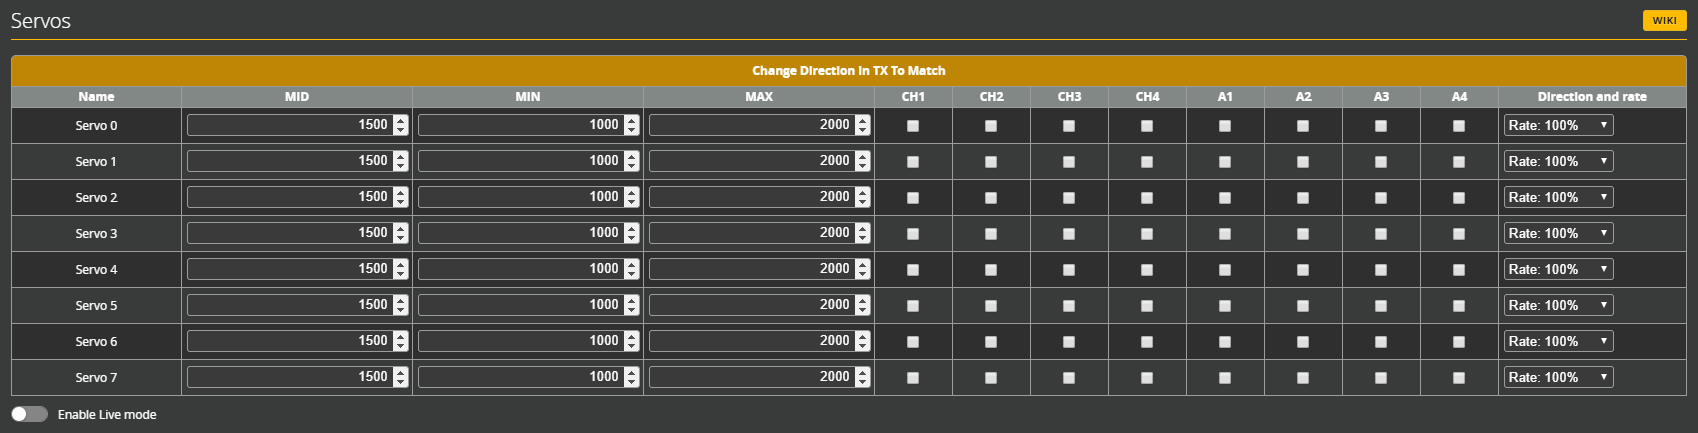 Servos
WIKI
Change Direction in TX To Match
Name MID MIN MAX CH1 CH2 CH3 CH4 A1 A2 A3 A4 Direction and rate
Servo 0 1500 1000 2000 Rate: 100%
Servo 1 1500 1000 2000 Rate: 100%
Servo 2 1500 1000 2000 Rate: 100%
Servo 3 1500 1000 2000 Rate: 100%
Servo 4 1500 1000 2000 Rate: 100%
Servo 5 1500 1000 2000 Rate: 100%
Servo 6 1500 1000 2000 Rate: 100%
Servo 7 1500 1000 2000 Rate: 100%
Enable Live mode